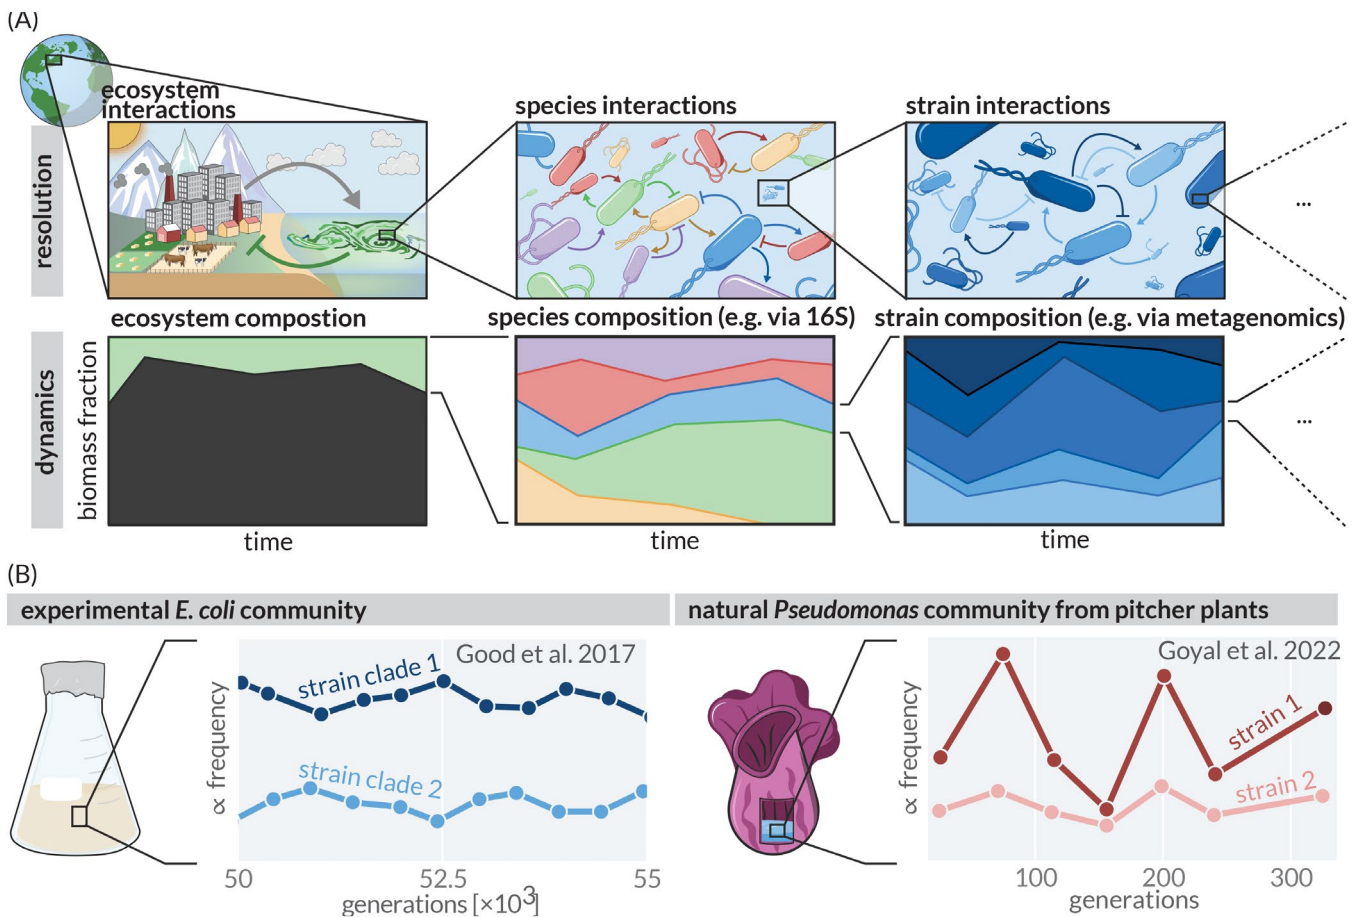 (A)
ecosystem
interactions
species interactions
strain interactions
resolution
...
ecosystem compostion
species composition (e.g. via 16S)
strain composition (e.g. via metagenomics)
dynamics
biomass fraction
...
time
time
time
(B)
experimental E. coli community
natural Pseudomonas community from pitcher plants
Good et al. 2017
strain clade 1
strain clade 2
∝ frequency
50
52.5
55
generations [×10³]
Goyal et al. 2022
strain 1
strain 2
∝ frequency
100
200
300
generations